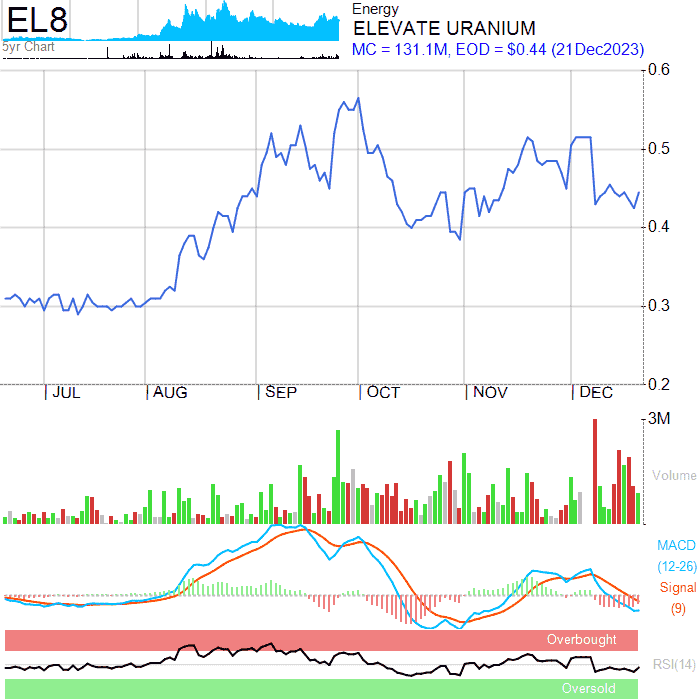 EL8
5yr Chart
Energy
ELEVATE URANIUM
MC = 131.1M, EOD = $0.44 (21Dec2023)
0.6
0.5
0.4
0.3
0.2
JUL AUG SEP OCT NOV DEC
3M
Volume
MACD
(12-26)
Signal
(9)
Overbought
RSI(14)
Oversold